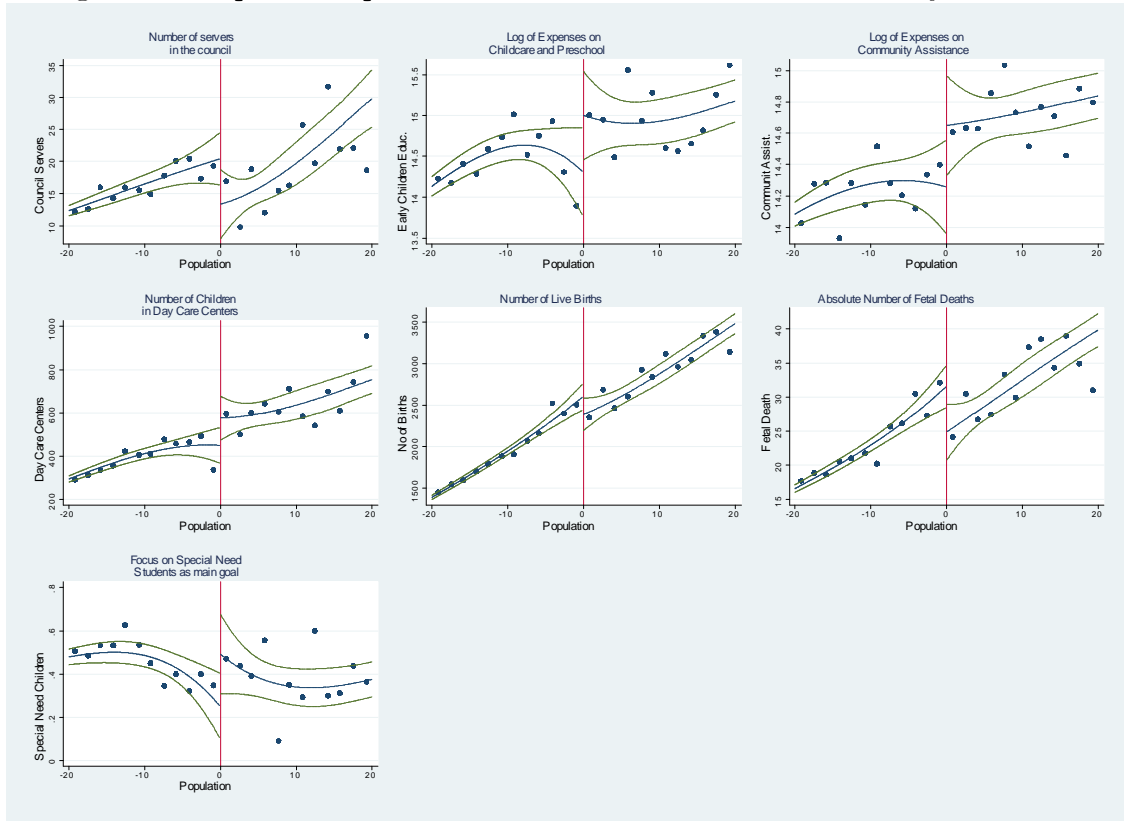 Number of servers
in the council
Council Servers
35
30
25
20
15
10
-20
-10
0
10
20
Population
Log of Expenses on
Childcare and Preschool
Early Children Educ.
15.5
15
14.5
14
13.5
-20
-10
0
10
20
Population
Log of Expenses on
Community Assistance
Communit Assist.
15
14.8
14.6
14.4
14.2
14
-20
-10
0
10
20
Population
Number of Children
in Day Care Centers
Day Care Centers
1000
800
600
400
200
-20
-10
0
10
20
Population
Number of Live Births
No of Births
3500
3000
2500
2000
1500
-20
-10
0
10
20
Population
Absolute Number of Fetal Deaths
Fetal Death
40
35
30
25
20
15
-20
-10
0
10
20
Population
Focus on Special Need
Students as main goal
Special Need Children
.8
.6
.4
.2
0
-20
-10
0
10
20
Population